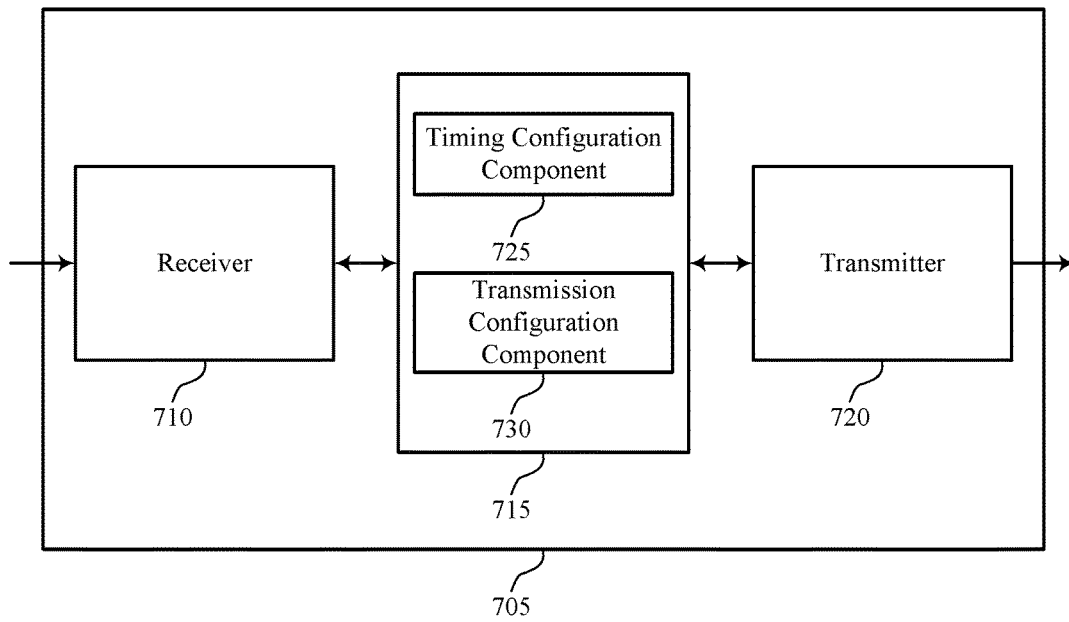 Timing Configuration
Component
725
Receiver
Transmitter
Transmission
Configuration
Component
710
730
720
715
705